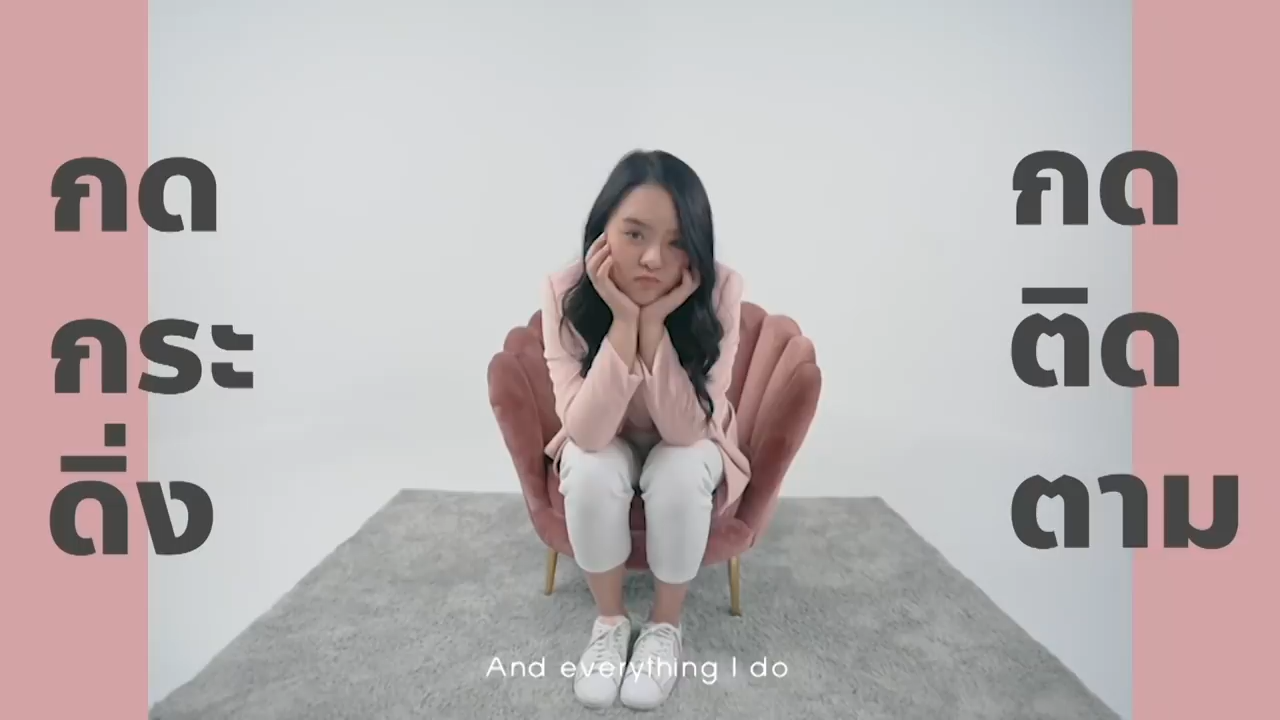 กด
กระ
ดิ่ง
กด
ติด
ตาม
And everything I do